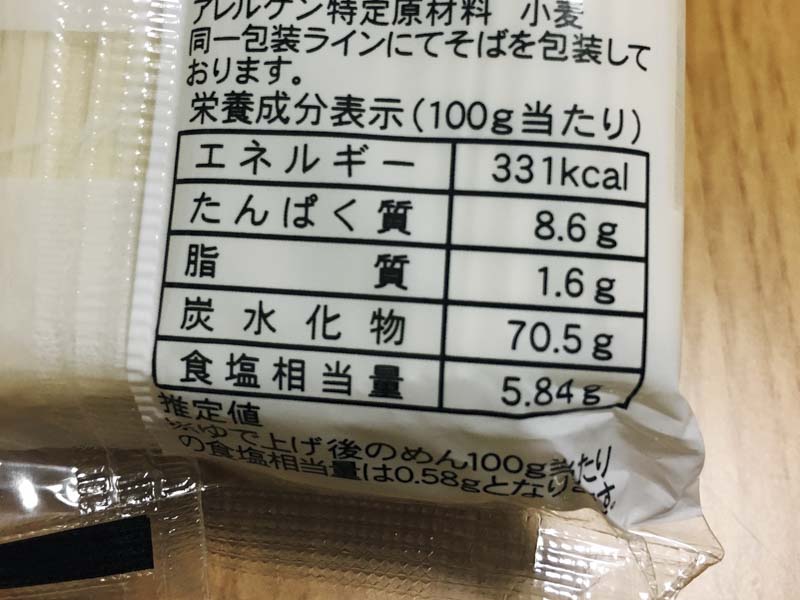 アレルゲン特定原材料 小麦
同一包装ラインにてそばを包装して
おります。
栄養成分表示(100g当たり)
エネルギー 331kcal
たんぱく質 8.6g
脂質 1.6g
炭水化物 70.5g
食塩相当量 5.84g
推定値
※ゆで上げ後のめん100g当たり
の食塩相当量は0.58gとなります。